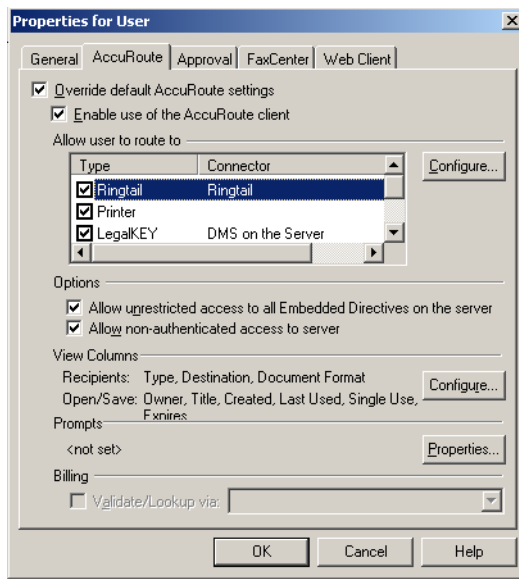 Properties for User
General AccuRoute Approval FaxCenter Web Client
Override default AccuRoute settings
Enable use of the AccuRoute client
Allow user to route to
Type Connector
Configure...
Ringtail Ringtail
Printer
LegalKEY DMS on the Server
Options
Allow unrestricted access to all Embedded Directives on the server
Allow non-authenticated access to server
View Columns
Recipients: Type, Destination, Document Format
Configure...
Open/Save: Owner, Title, Created, Last Used, Single Use,
Expires
Prompts
<not set>
Properties...
Billing
Validate/Lookup via:
OK Cancel Help